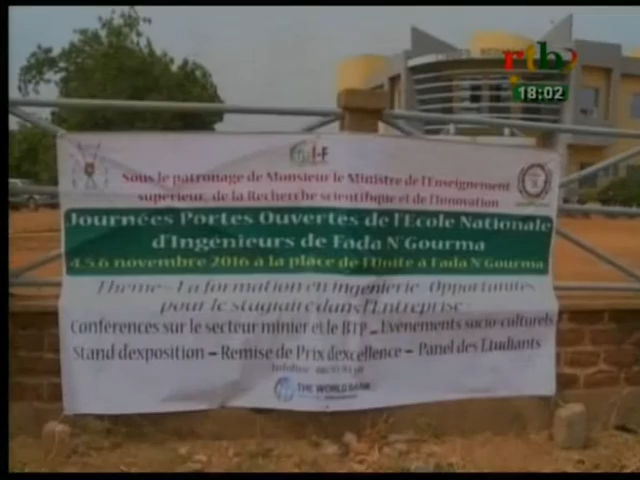 rtb
18:02
Sous le patronage de Monsieur le Ministre de l'Enseignement
superieur, de la Recherche scientifique et de l'Innovation
Journées Portes Ouvertes de l'Ecole Nationale
d'Ingénieurs de Fada N'Gourma
4.5.6 novembre 2016 à la place de l'Unité à Fada N'Gourma
Theme - La formation en ingénierie Opportunités
pour le stagiaire dans l'Entreprise
Conférences sur le secteur minier et le BTP - Evénements socio-culturels
Stand d'exposition - Remise de Prix d'excellence - Panel des Etudiants
THE WORLD BANK